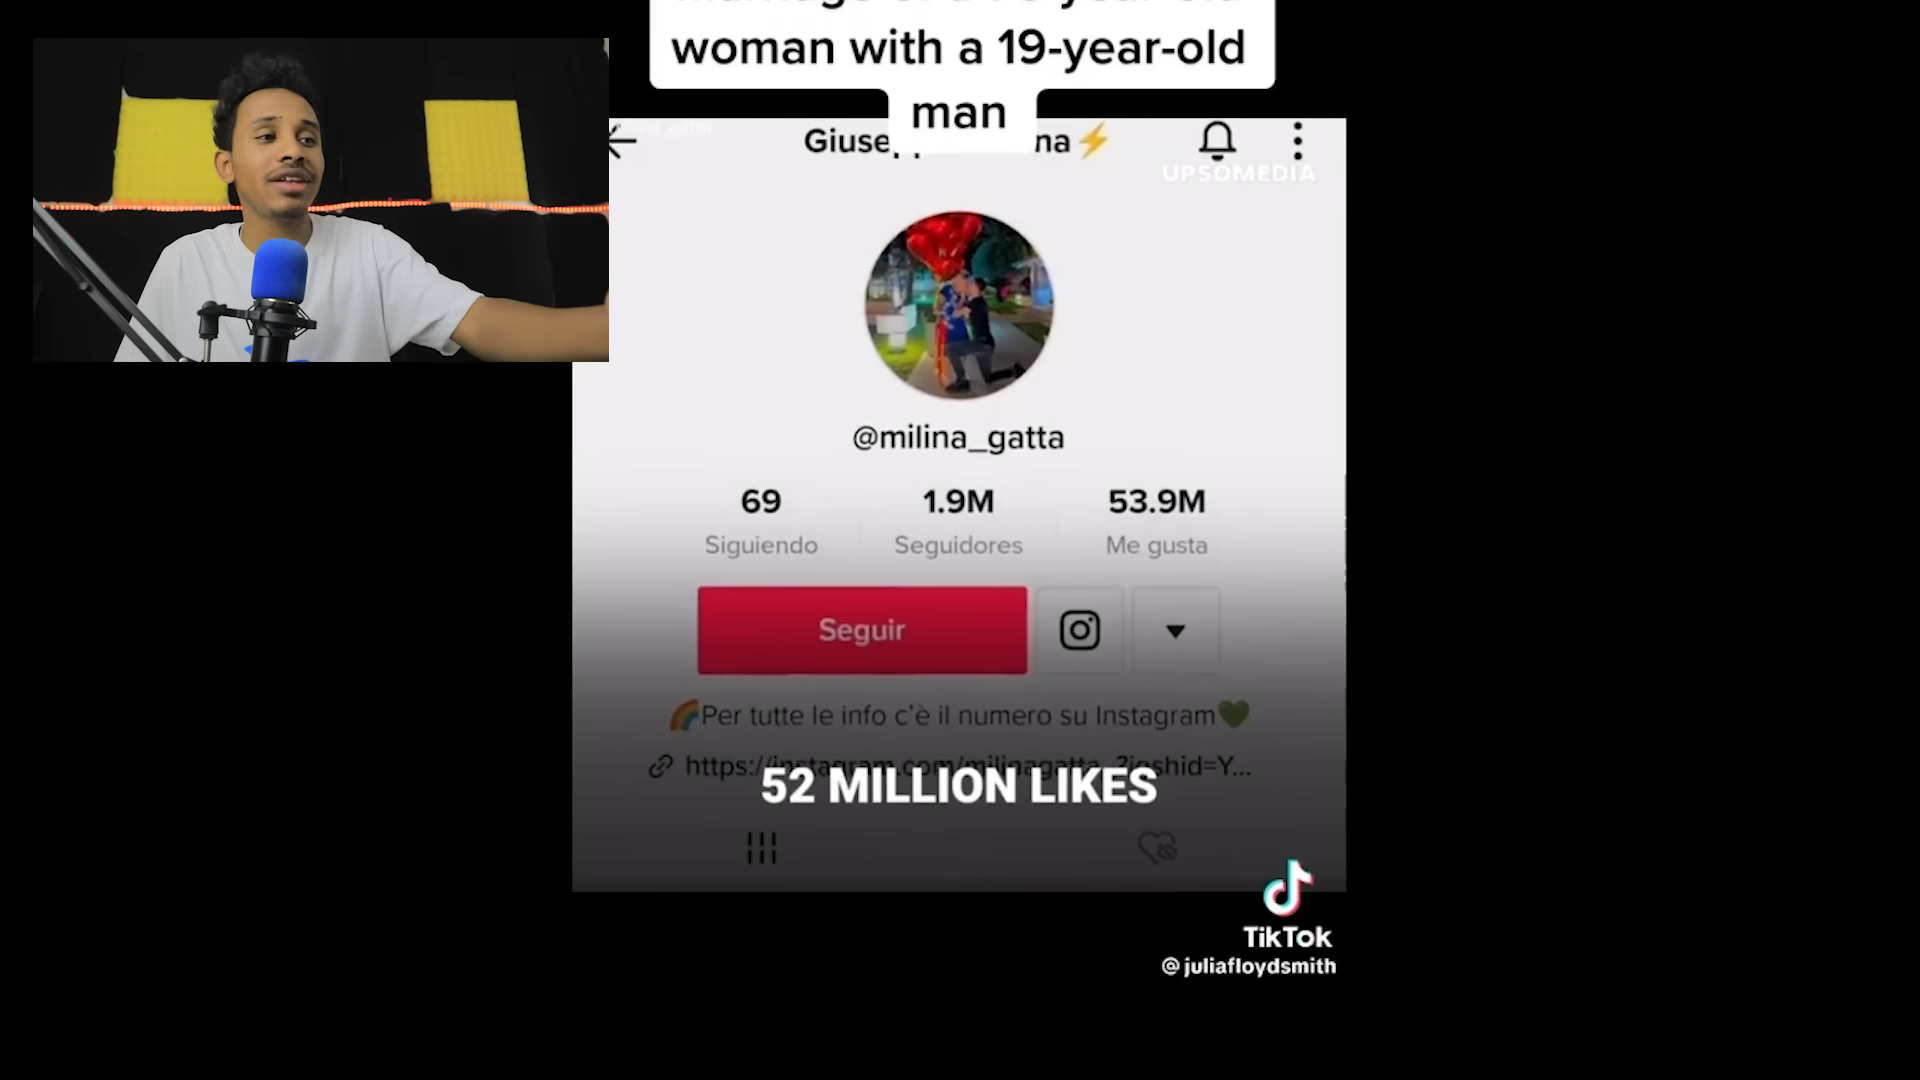 woman with a 19-year-old
man
Giuse
na⚡
UPSOMEDIA
@milina_gatta
69
1.9M
53.9M
Siguiendo
Seguidores
Me gusta
Seguir
🌈Per tutte le info c'è il numero su Instagram💚
52 MILLION LIKES
TikTok
@juliafloydsmith